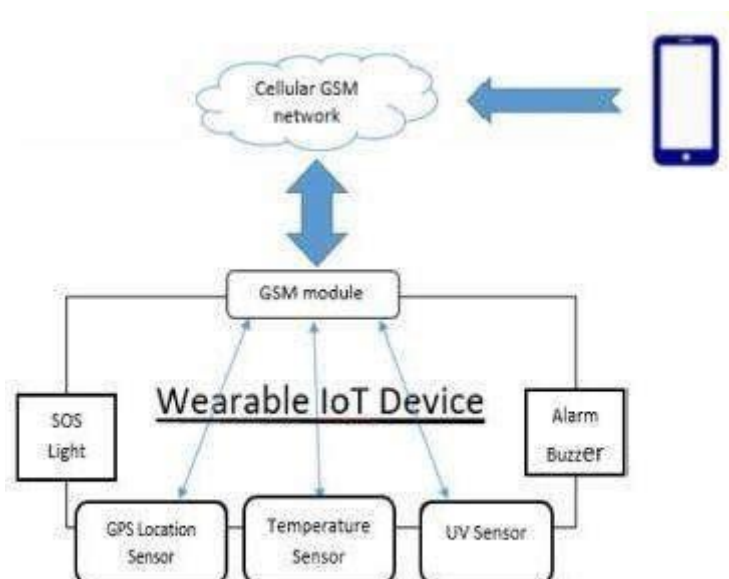 Cellular GSM
network
GSM module
Wearable IoT Device
SOS
Light
Alarm
Buzzer
GPS Location
Sensor
Temperature
Sensor
UV Sensor